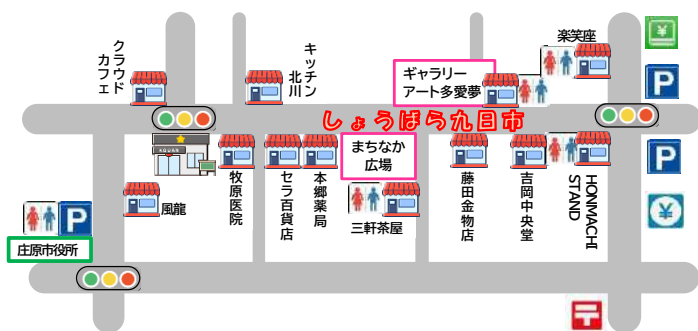 クラウド
カフェ
キッチン
北川
ギャラリー
アート多愛夢
楽笑座
¥
P
しょうばら九日市
AQUAN
牧原医院
セラ百貨店
本郷薬局
まちなか
広場
三軒茶屋
藤田金物店
吉岡中央堂
HONMACHI
STAND
P
¥
風龍
P
庄原市役所
〒